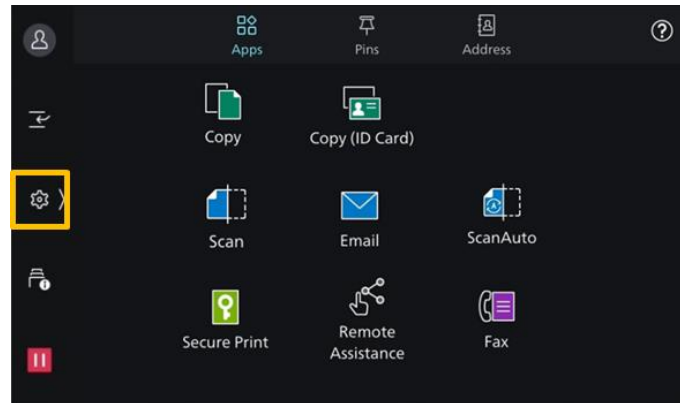 Apps
Pins
Address
Copy
Copy (ID Card)
Scan
Email
ScanAuto
Secure Print
Remote
Assistance
Fax